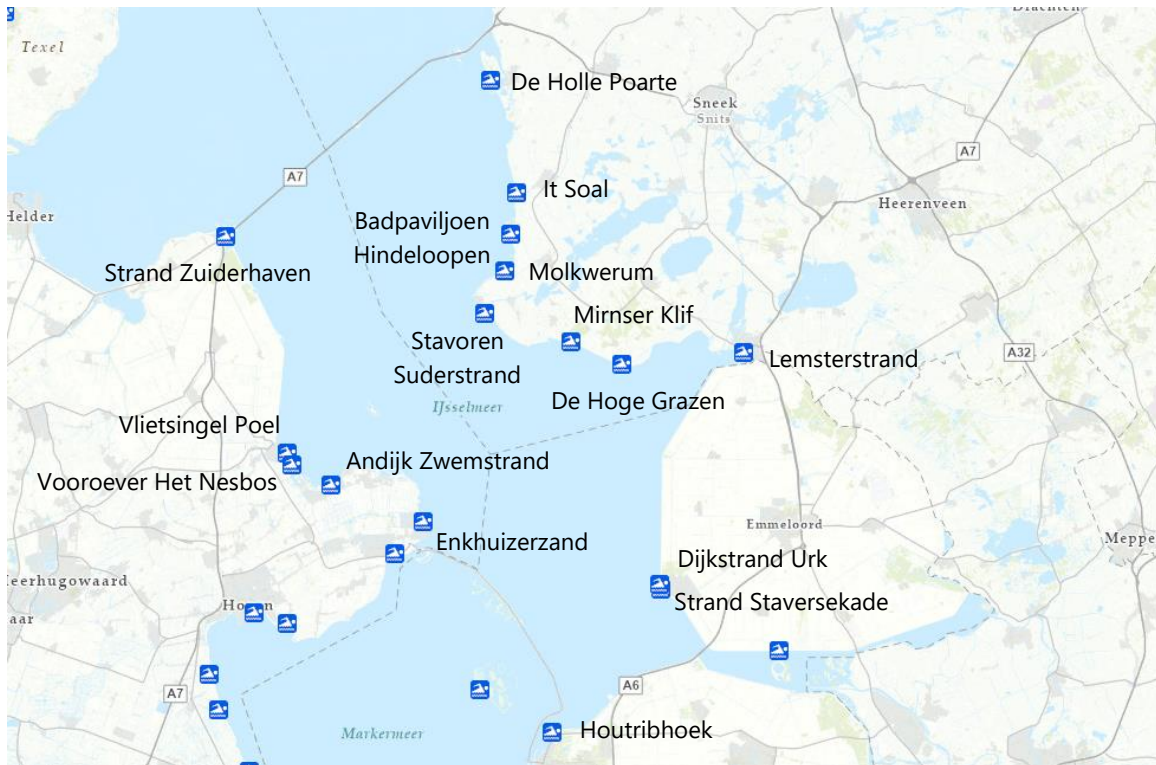 Drachten
Texel
De Holle Poarte
Sneek
Snits
A7
A7
It Soal
Helder
Heerenveen
Badpaviljoen
Hindeloopen
Strand Zuiderhaven
Molkwerum
Mirnser Klif
Stavoren
Suderstrand
A32
Lemsterstrand
IJsselmeer
De Hoge Grazen
Vlietsingel Poel
Andijk Zwemstrand
Vooroever Het Nesbos
Emmeloord
Enkhuizerzand
Meppe
Dijkstrand Urk
eerhugowaard
Strand Staversekade
aar
A6
A7
Markermeer
Houtribhoek